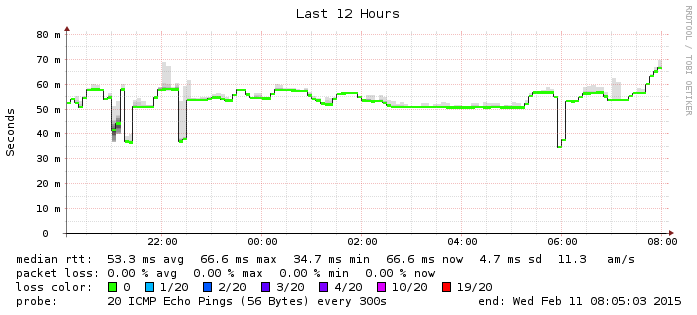 Last 12 Hours
RRDTOOL / TOBI OETIKER
Seconds
80 m
70 m
60 m
50 m
40 m
30 m
20 m
10 m
0
22:00 00:00 02:00 04:00 06:00 08:00
median rtt: 53.3 ms avg 66.6 ms max 34.7 ms min 66.6 ms now 4.7 ms sd 11.3 am/s
packet loss: 0.00 % avg 0.00 % max 0.00 % min 0.00 % now
loss color: 0 1/20 2/20 3/20 4/20 10/20 19/20
probe: 20 ICMP Echo Pings (56 Bytes) every 300s end: Wed Feb 11 08:05:03 2015